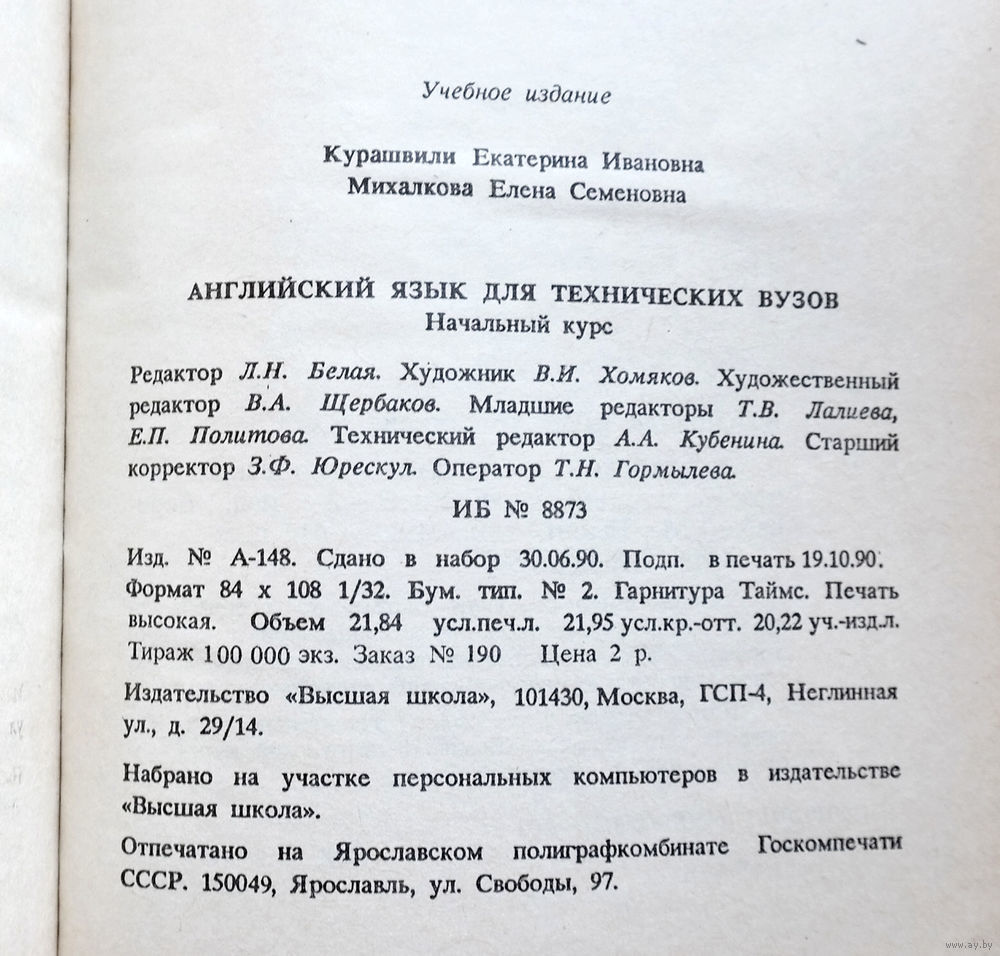 Учебное издание
Курашвили Екатерина Ивановна
Михалкова Елена Семеновна
АНГЛИЙСКИЙ ЯЗЫК ДЛЯ ТЕХНИЧЕСКИХ ВУЗОВ
Начальный курс
Редактор Л.Н. Белая. Художник В.И. Хомяков. Художественный
редактор В.А. Щербаков. Младшие редакторы Т.В. Лалиева,
Е.П. Политова. Технический редактор А.А. Кубенина. Старший
корректор З.Ф. Юрескул. Оператор Т.Н. Гормылева.
ИБ № 8873
Изд. № А-148. Сдано в набор 30.06.90. Подп. в печать 19.10.90.
Формат 84 х 108 1/32. Бум. тип. № 2. Гарнитура Таймс. Печать
высокая. Объем 21,84 усл.печ.л. 21,95 усл.кр.-отт. 20,22 уч.-изд.л.
Тираж 100 000 экз. Заказ № 190 Цена 2 р.
Издательство «Высшая школа», 101430, Москва, ГСП-4, Неглинная
ул., д. 29/14.
Набрано на участке персональных компьютеров в издательстве
«Высшая школа».
Отпечатано на Ярославском полиграфкомбинате Госкомпечати
СССР. 150049, Ярославль, ул. Свободы, 97.
www.ay.by